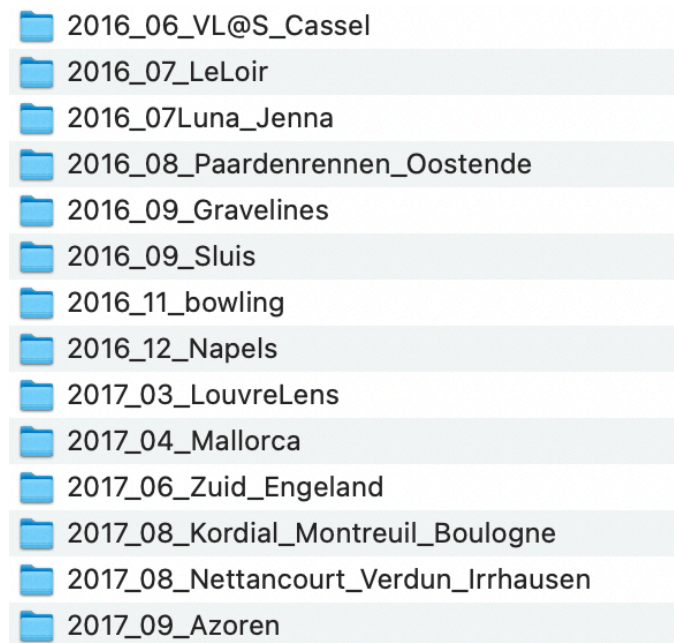 2016_06_VL@S_Cassel
2016_07_LeLoir
2016_07Luna_Jenna
2016_08_Paardenrennen_Oostende
2016_09_Gravelines
2016_09_Sluis
2016_11_bowling
2016_12_Napels
2017_03_LouvreLens
2017_04_Mallorca
2017_06_Zuid_Engeland
2017_08_Kordial_Montreuil_Boulogne
2017_08_Nettancourt_Verdun_Irrhausen
2017_09_Azoren